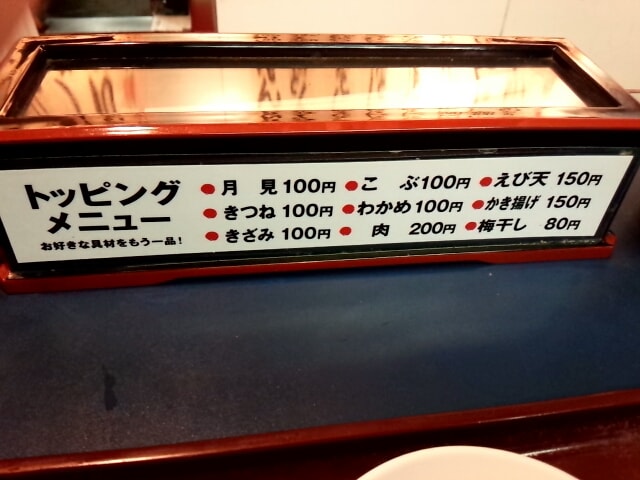 トッピング
メニュー
お好きな具材をもう一品!
●月 見 100円 ●こ ぶ100円 ●えび天 150円
●きつね 100円 ●わかめ 100円 ●かき揚げ 150円
●きざみ 100円 ● 肉 200円 ●梅干し 80円